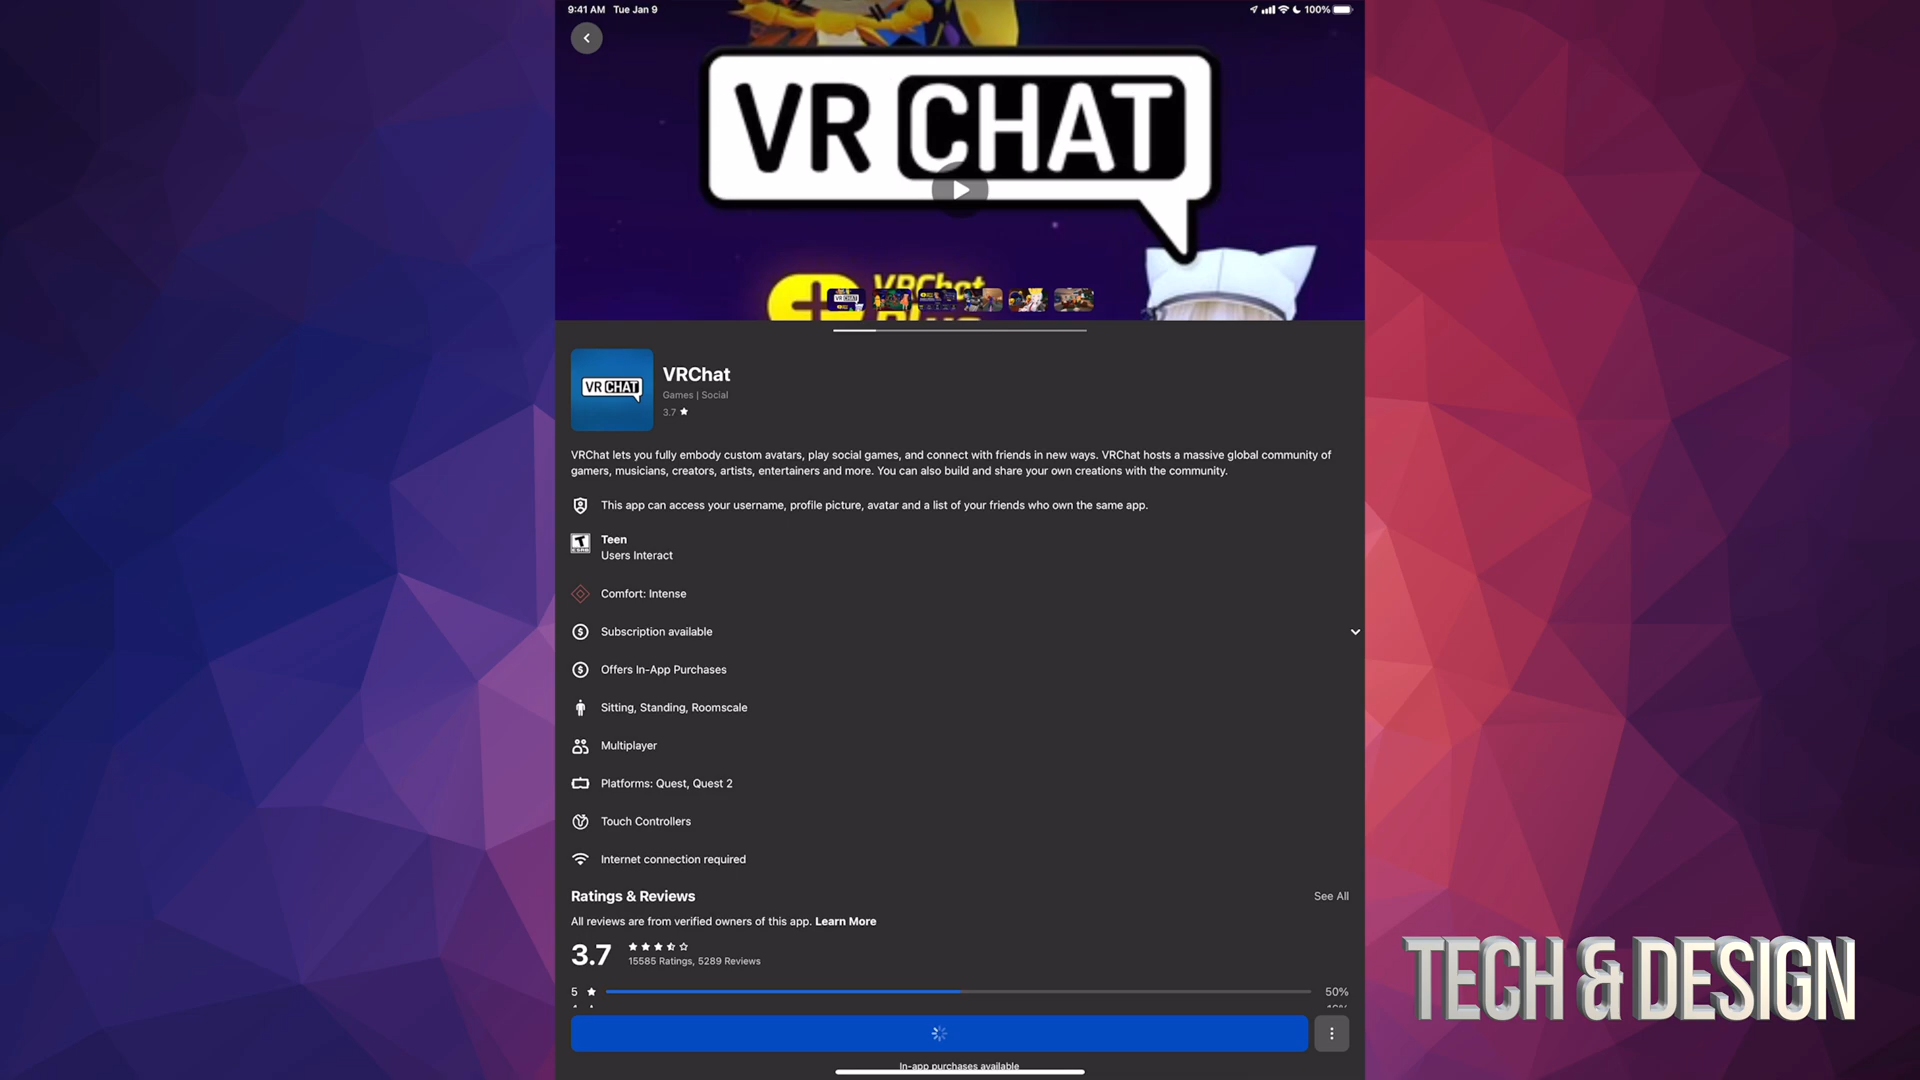 9:41 AM Tue Jan 9
100%
VR CHAT
VRChat
VR CHAT
VRChat
Games | Social
3.7 ★
VRChat lets you fully embody custom avatars, play social games, and connect with friends in new ways. VRChat hosts a massive global community of
gamers, musicians, creators, artists, entertainers and more. You can also build and share your own creations with the community.
This app can access your username, profile picture, avatar and a list of your friends who own the same app.
Teen
Users Interact
Comfort: Intense
Subscription available
Offers In-App Purchases
Sitting, Standing, Roomscale
Multiplayer
Platforms: Quest, Quest 2
Touch Controllers
Internet connection required
Ratings & Reviews
See All
All reviews are from verified owners of this app. Learn More
3.7
15585 Ratings, 5289 Reviews
5 ★ 50%
In-app purchases available
TECH & DESIGN